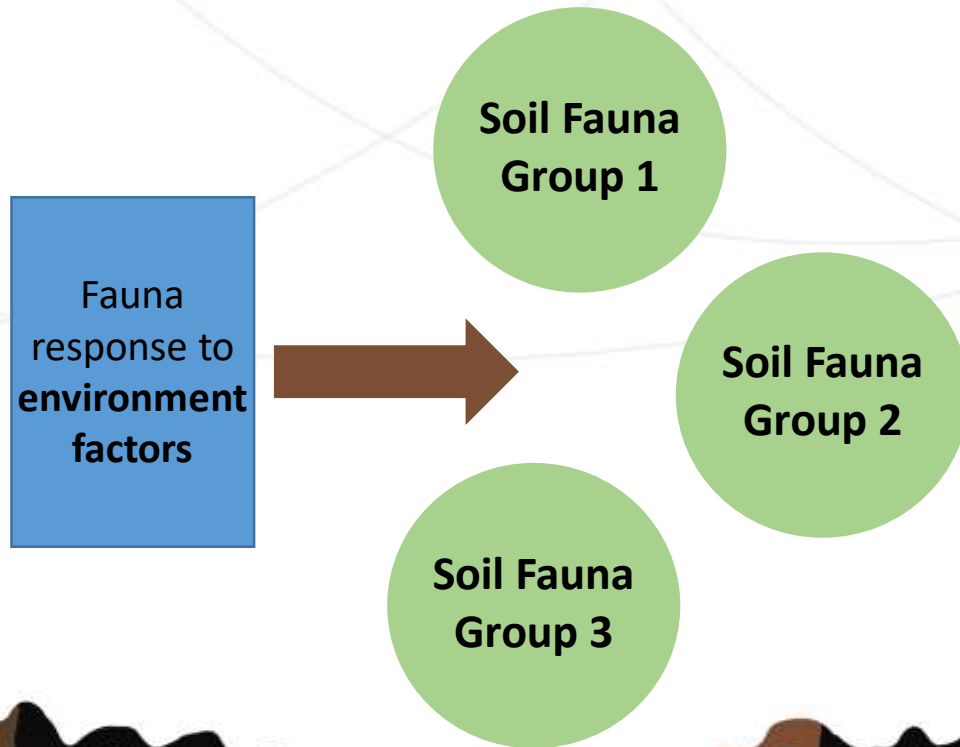 Soil Fauna
Group 1
Fauna
response to
environment
factors
Soil Fauna
Group 2
Soil Fauna
Group 3